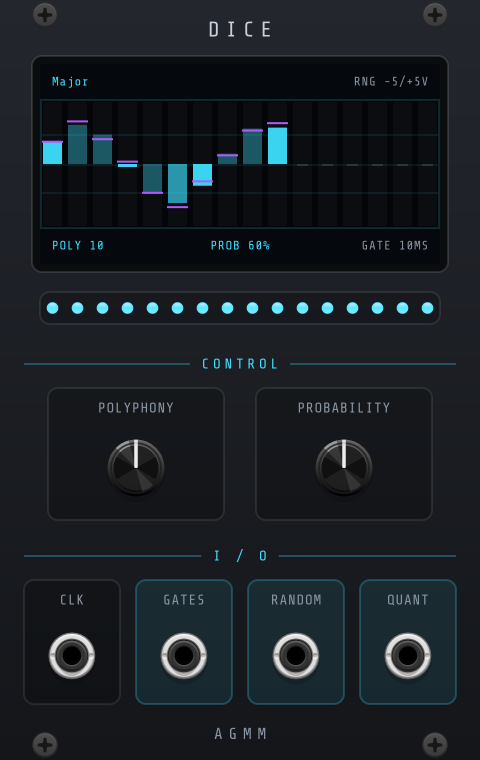 DICE
Major RNG -5/+5V
POLY 10 PROB 60% GATE 10MS
CONTROL
POLYPHONY PROBABILITY
I / O
CLK GATES RANDOM QUANT
AGMM